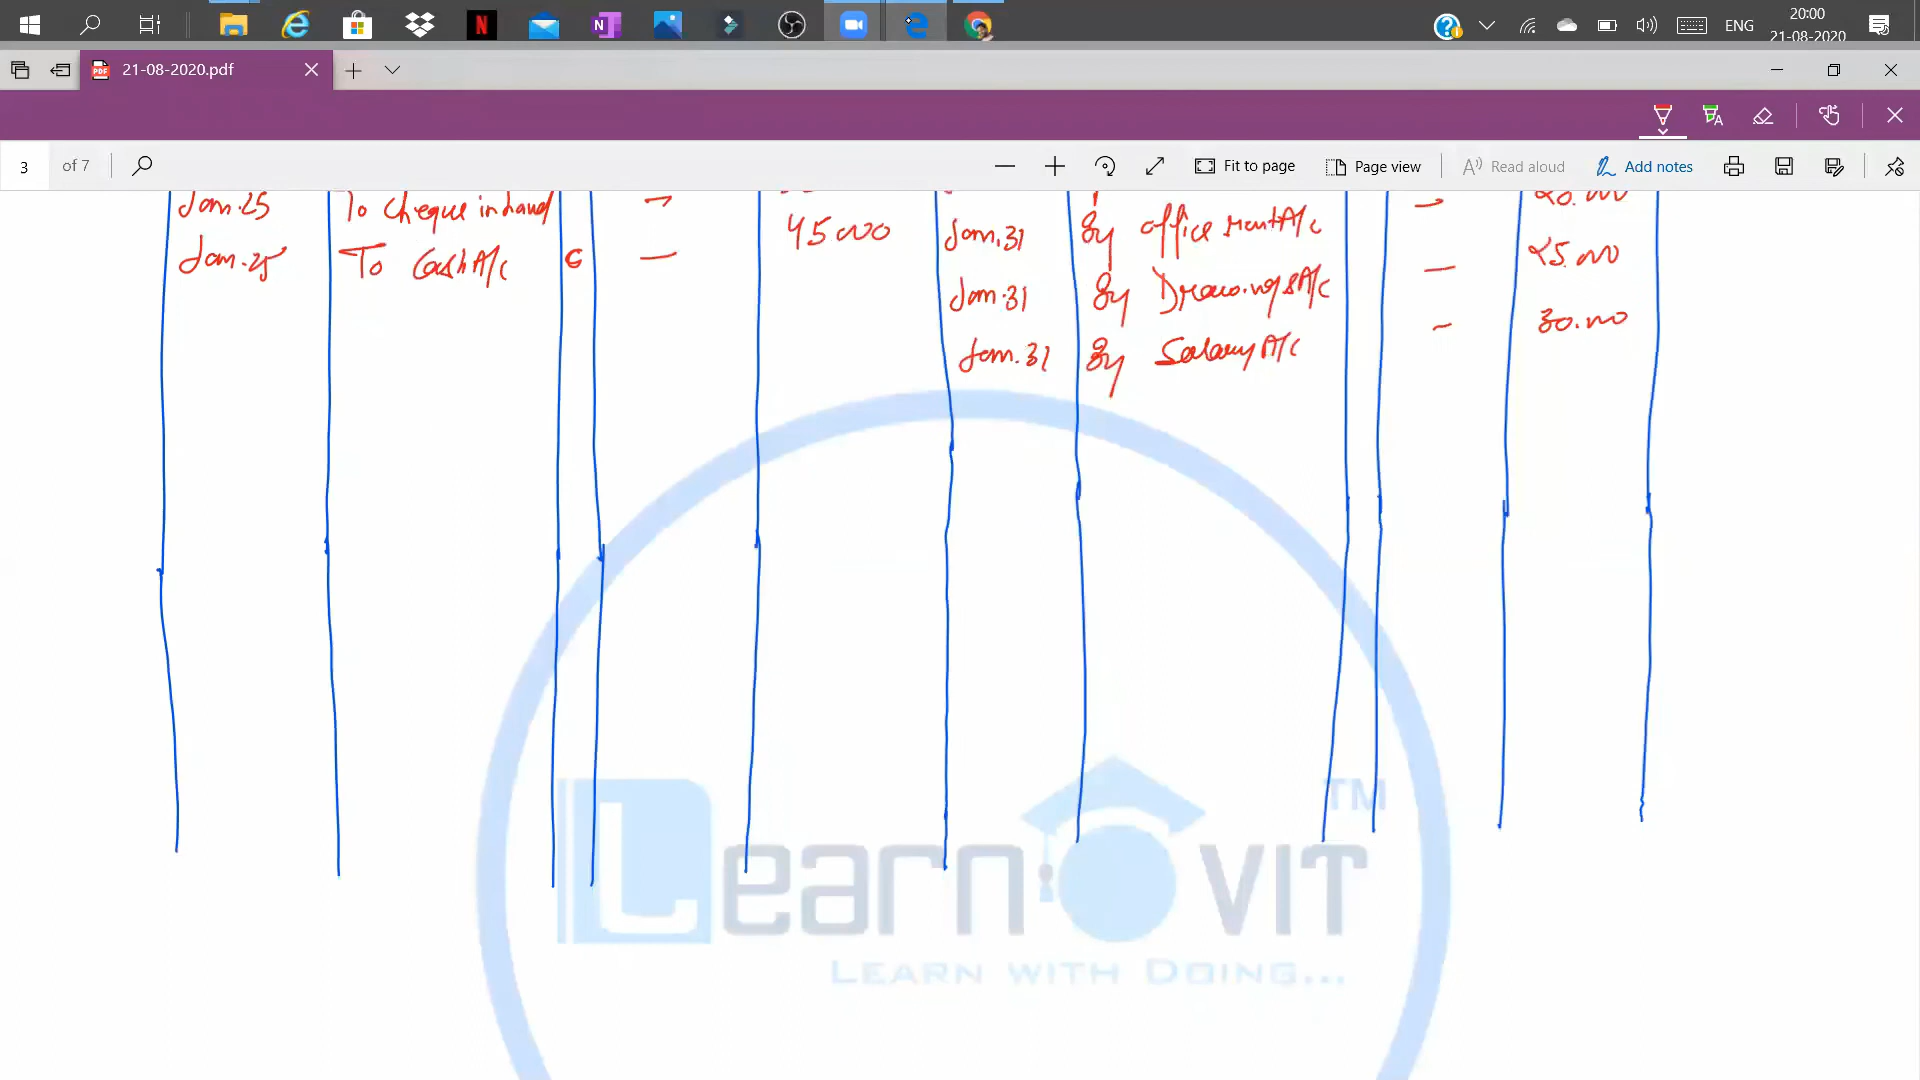 20:00
ENG
21-08-2020
21-08-2020.pdf
3 of 7
Fit to page
Page view
Read aloud
Add notes
Jan.25 To Cheque in hand -
Jan.25 To Cash A/c C - 45000
Jan.31 By Office Rent A/c - 20.000
Jan.31 By Drawings A/c - 25.000
Jan.31 By Salary A/c - 30.000
LearnOVIT TM
LEARN WITH DOING...